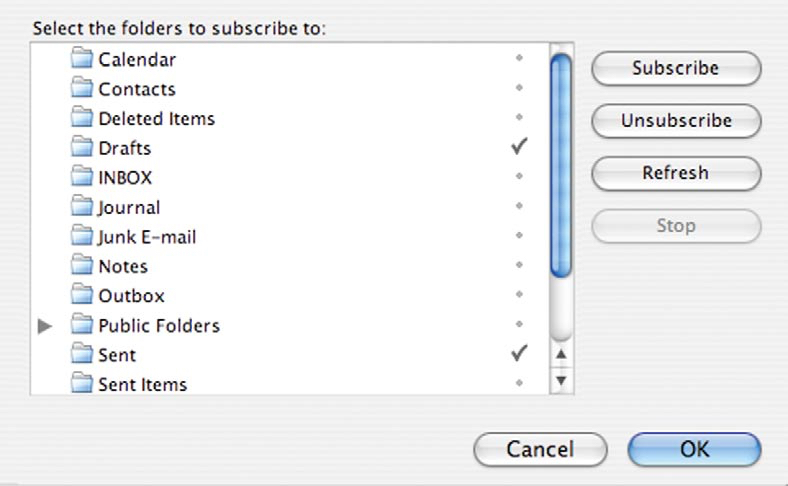 Select the folders to subscribe to:
Calendar
Contacts
Deleted Items
Drafts
INBOX
Journal
Junk E-mail
Notes
Outbox
Public Folders
Sent
Sent Items
Subscribe
Unsubscribe
Refresh
Stop
Cancel
OK